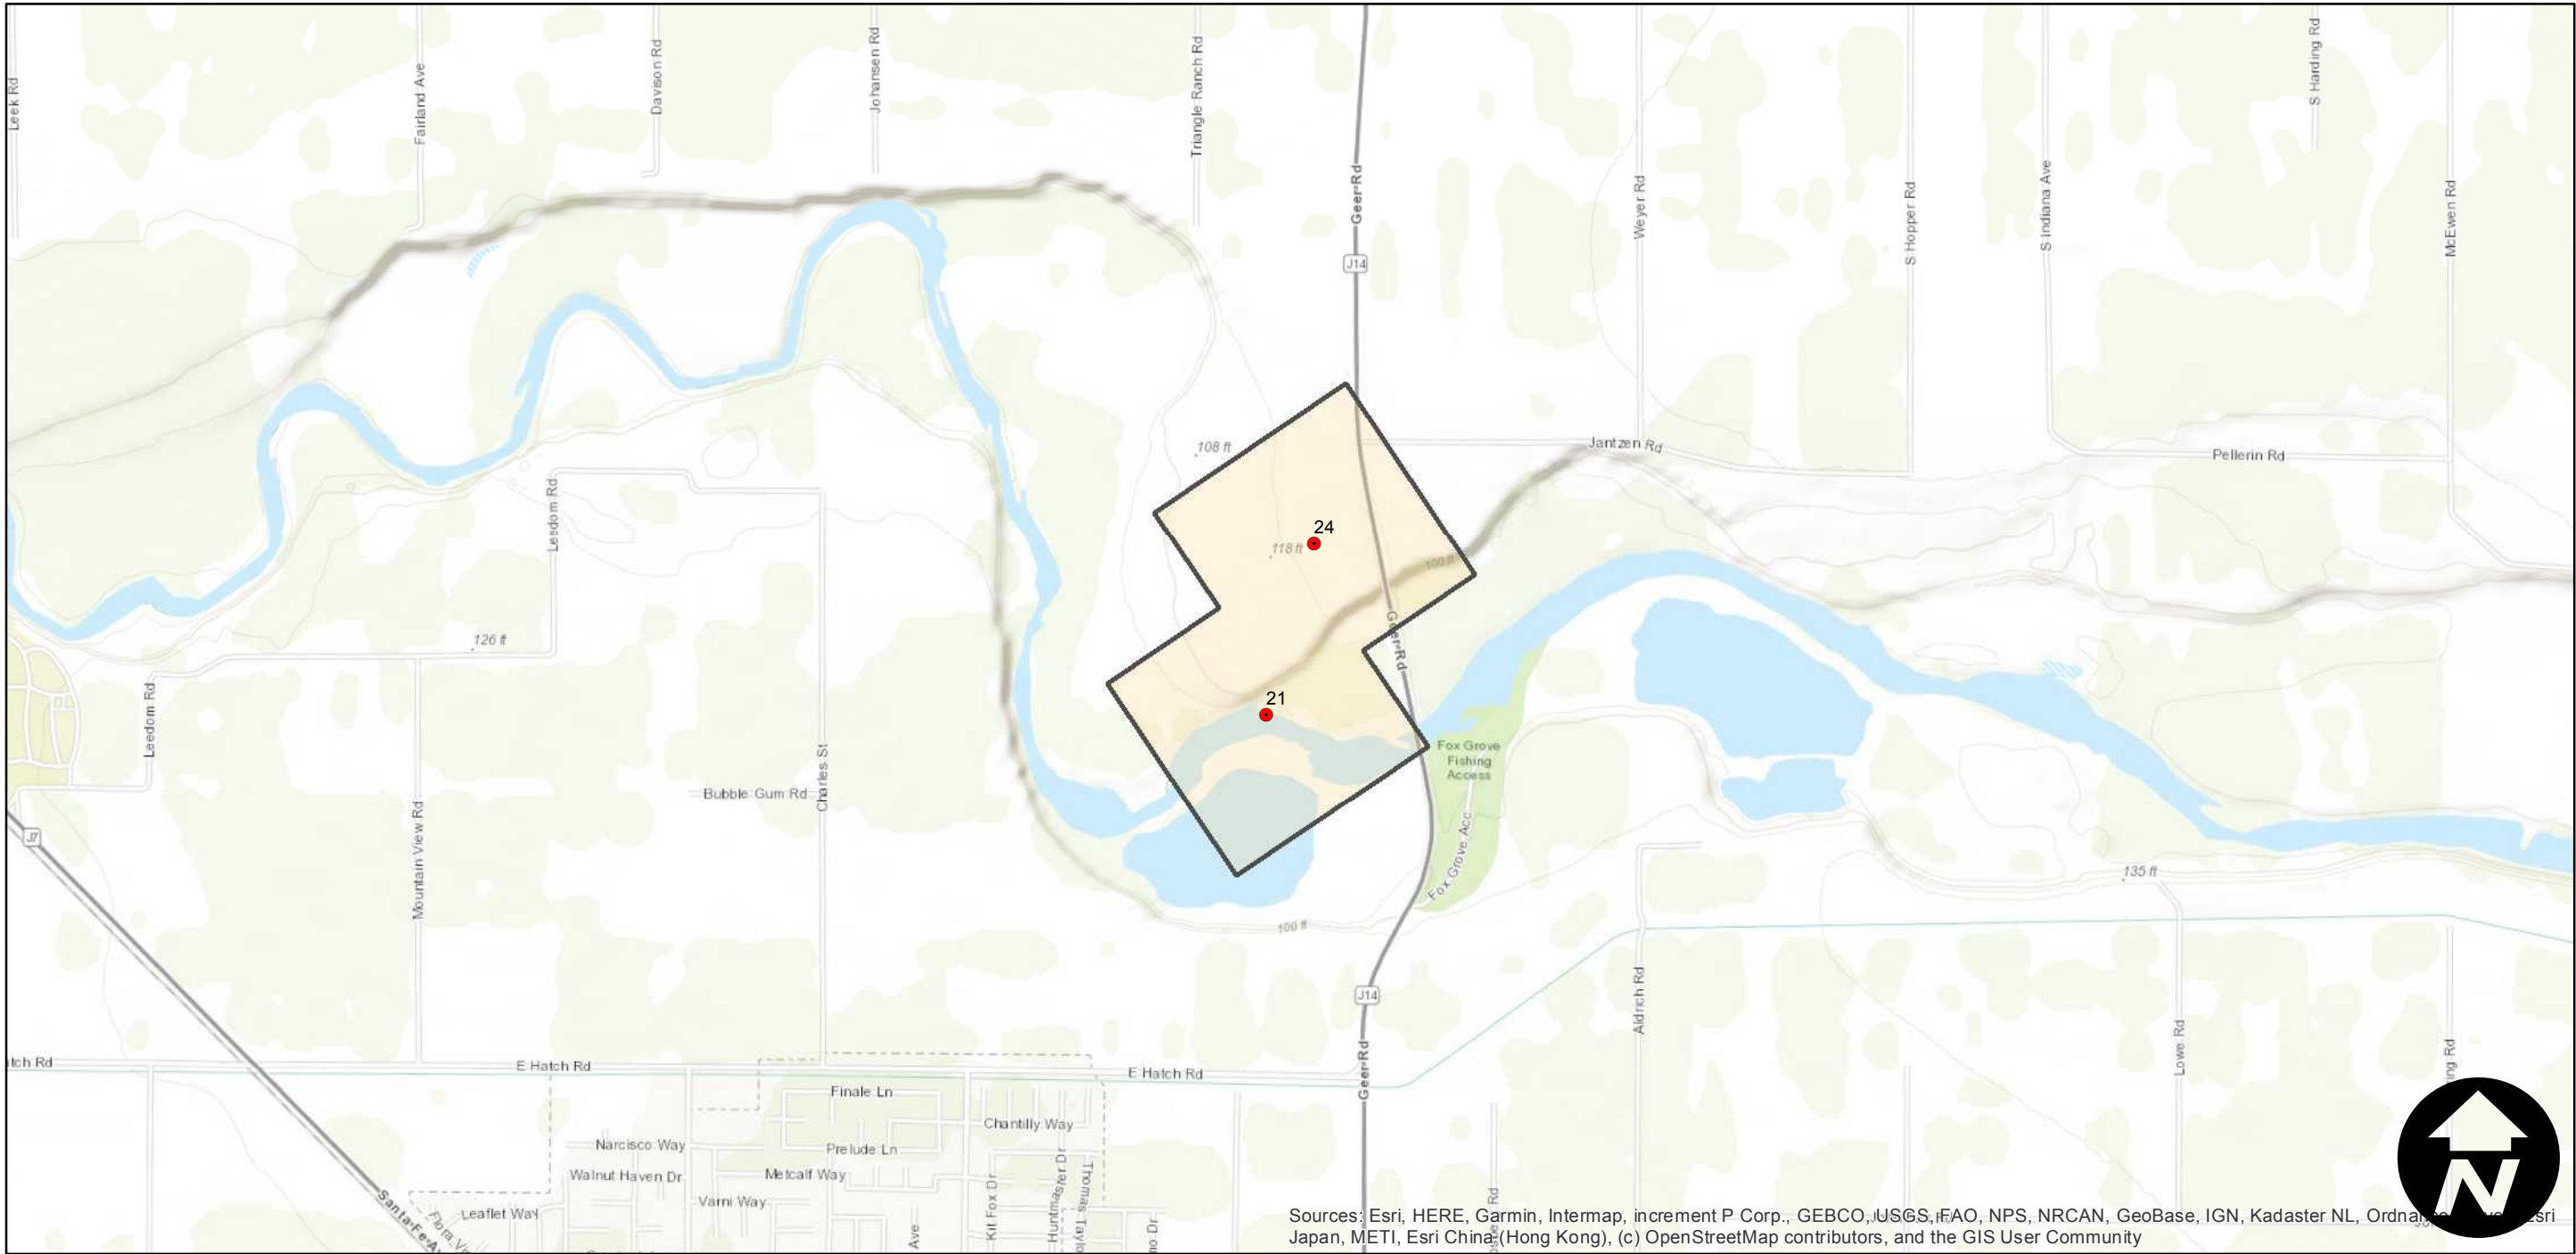 Leek Rd
Fairland Ave
Davison Rd
Johansen Rd
Triangle Ranch Rd
Geer Rd
J14
Weyer Rd
S Hopper Rd
S Indiana Ave
S Harding Rd
McEwen Rd
108 ft
Jantzen Rd
Pellerin Rd
24
118 ft
100 ft
Leedom Rd
126 ft
Geer Rd
21
Leedom Rd
Charles St
Bubble Gum Rd
Mountain View Rd
J7
Fox Grove
Fishing
Access
Fox Grove Acc
135 ft
100 ft
J14
Aldrich Rd
Lowe Rd
E Hatch Rd
E Hatch Rd
Geer Rd
Finale Ln
Chantilly Way
Narcisco Way
Prelude Ln
Walnut Haven Dr
Metcalf Way
Varni Way
Leaflet Way
Kit Fox Dr
Huntmaster Dr
Ave
N
Sources: Esri, HERE, Garmin, Intermap, increment P Corp., GEBCO, USGS, FAO, NPS, NRCAN, GeoBase, IGN, Kadaster NL,
Japan, METI, Esri China (Hong Kong), (c) OpenStreetMap contributors, and the GIS User Community